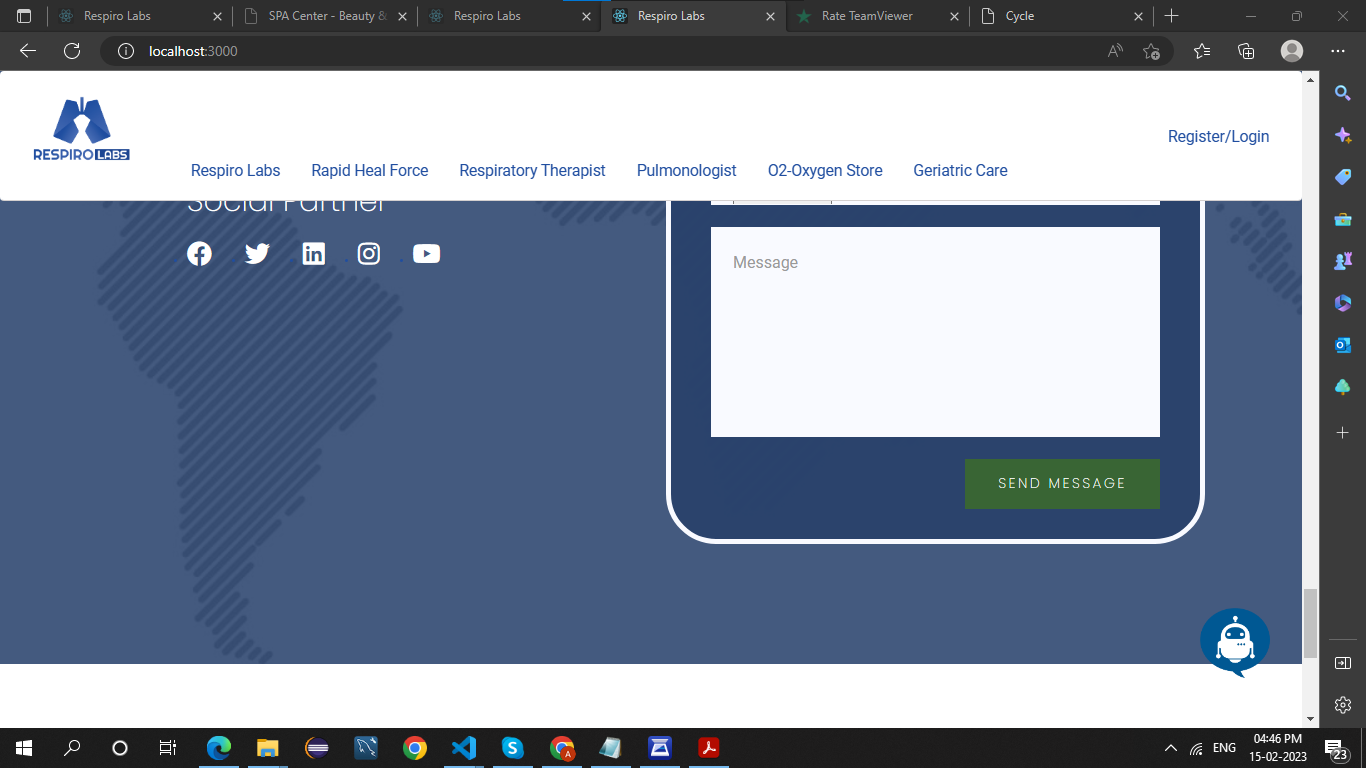 Respiro Labs
SPA Center - Beauty &
Respiro Labs
Respiro Labs
Rate TeamViewer
Cycle
localhost:3000
RESPIRO LABS
Register/Login
Respiro Labs Rapid Heal Force Respiratory Therapist Pulmonologist O2-Oxygen Store Geriatric Care
Social Partner
Message
SEND MESSAGE
ENG
04:46 PM
15-02-2023
23